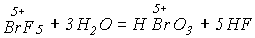 5+ 5+
BrF5 + 3H₂O = HBrO₃ + 5HF